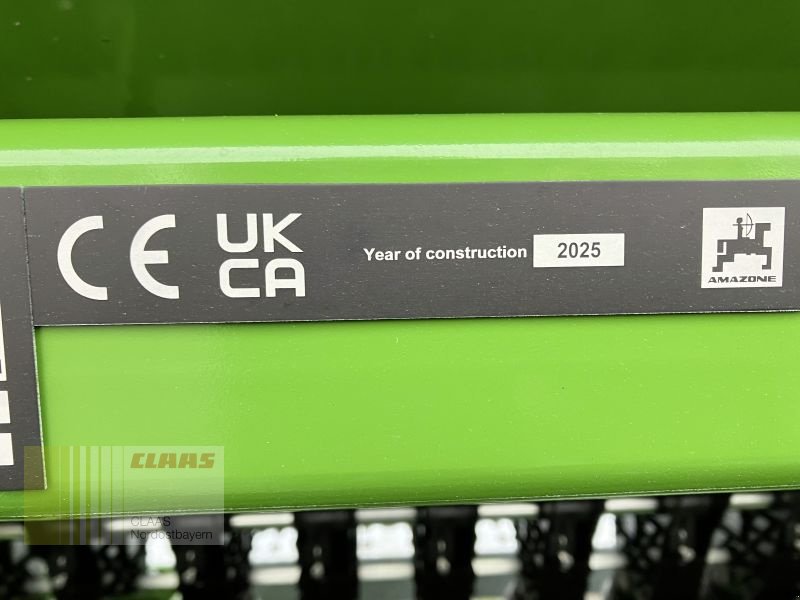 CE
UK
CA
Year of construction 2025
AMAZONE
CLAAS
CLAAS
Nordostbayern